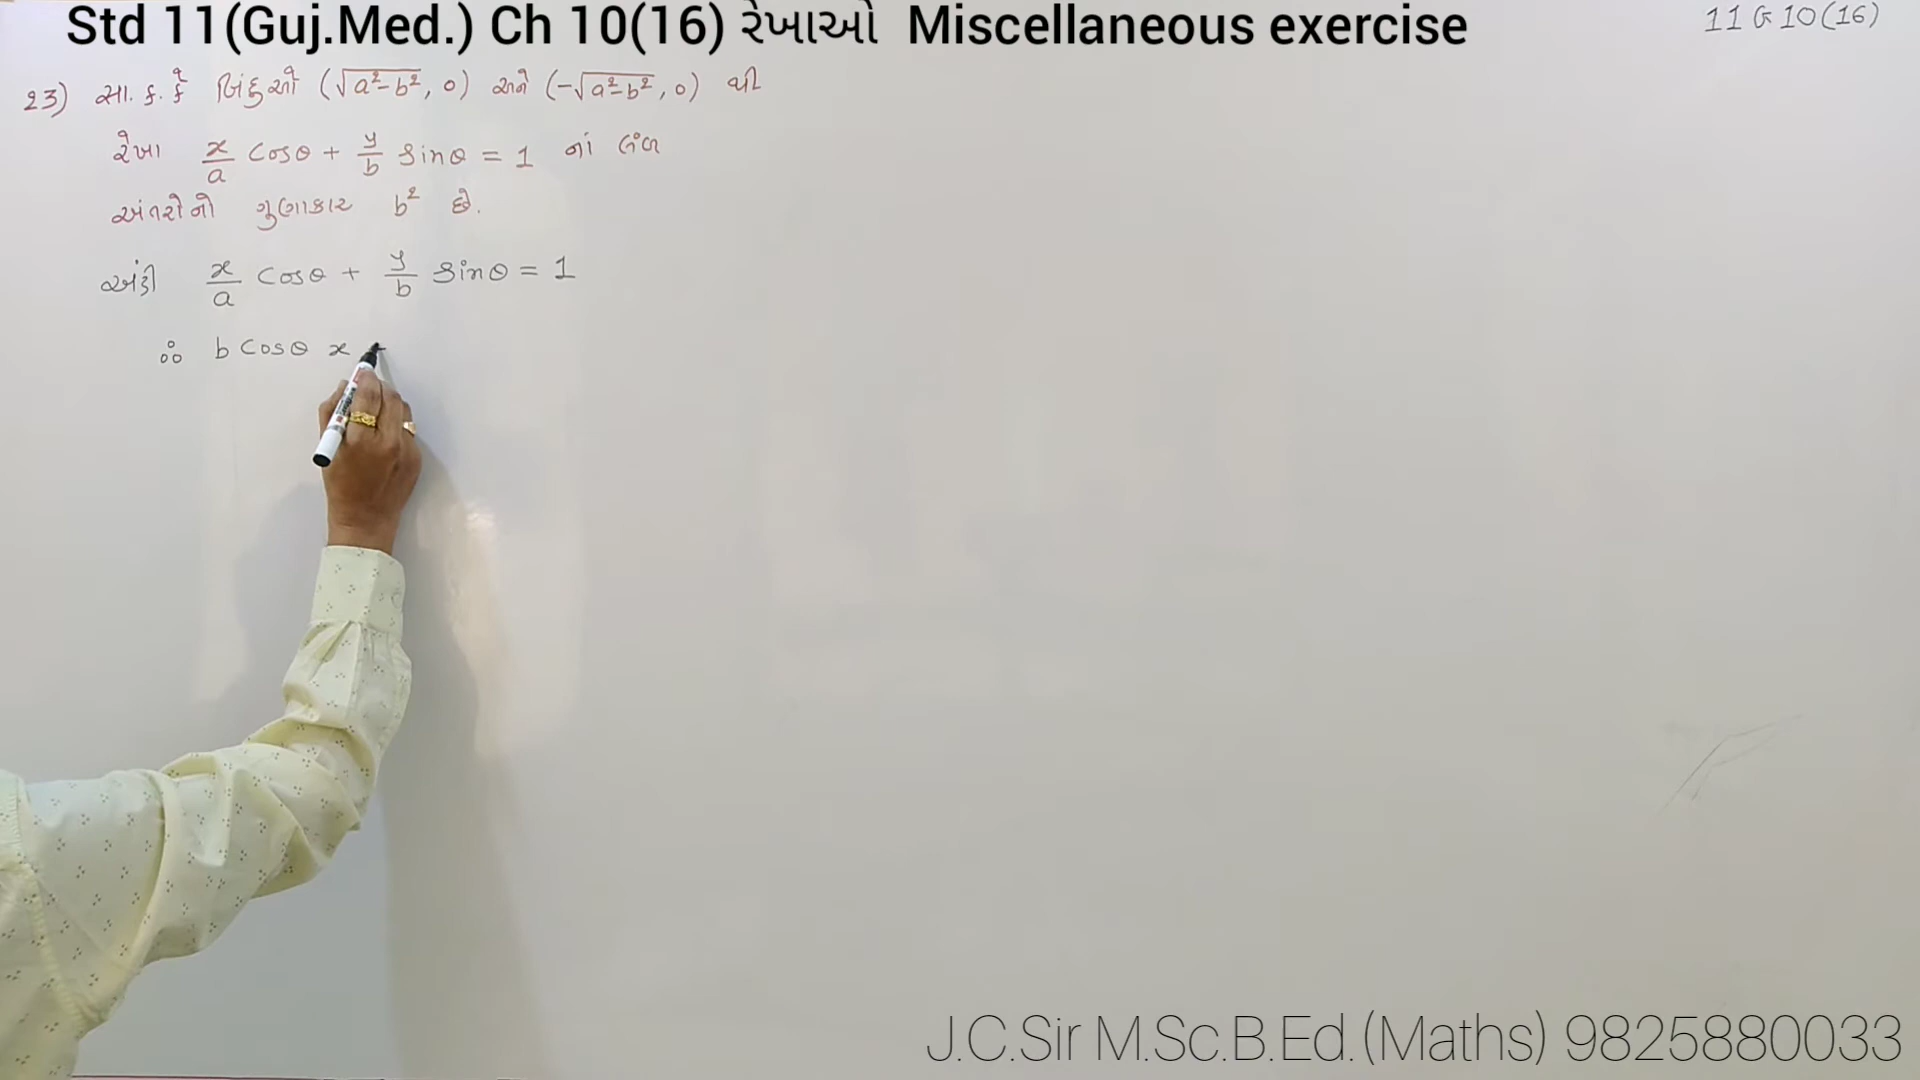 Std 11(Guj.Med.) Ch 10(16) રેખાઓ Miscellaneous exercise
11 G 10(16)
23) સા. ક. કે બિંદુઓ (√a²-b², 0) અને (-√a²-b², 0) થી
રેખા x/a cosθ + y/b sinθ = 1 નાં લંબ
અંતરોનો ગુણાકાર b² છે.
અહીં x/a cosθ + y/b sinθ = 1
∴ b cosθ x +
J.C.Sir M.Sc.B.Ed.(Maths) 9825880033